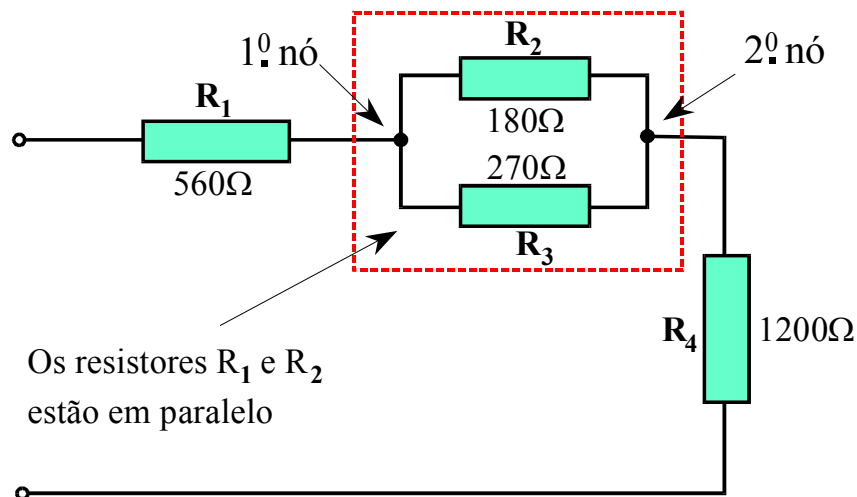 1º nó
R2
2º nó
R1
180Ω
560Ω
270Ω
R3
R4
1200Ω
Os resistores R1 e R2
estão em paralelo